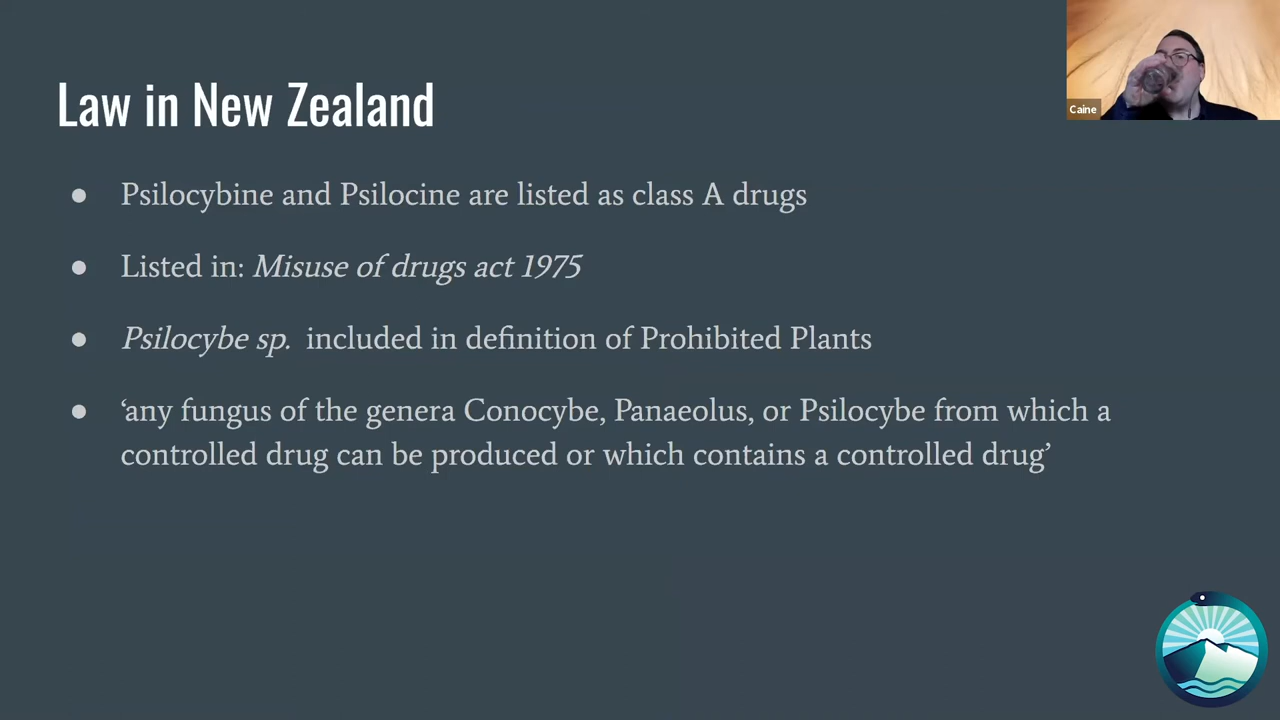 Law in New Zealand
Caine
● Psilocybine and Psilocine are listed as class A drugs
● Listed in: Misuse of drugs act 1975
● Psilocybe sp. included in definition of Prohibited Plants
● ‘any fungus of the genera Conocybe, Panaeolus, or Psilocybe from which a
controlled drug can be produced or which contains a controlled drug’